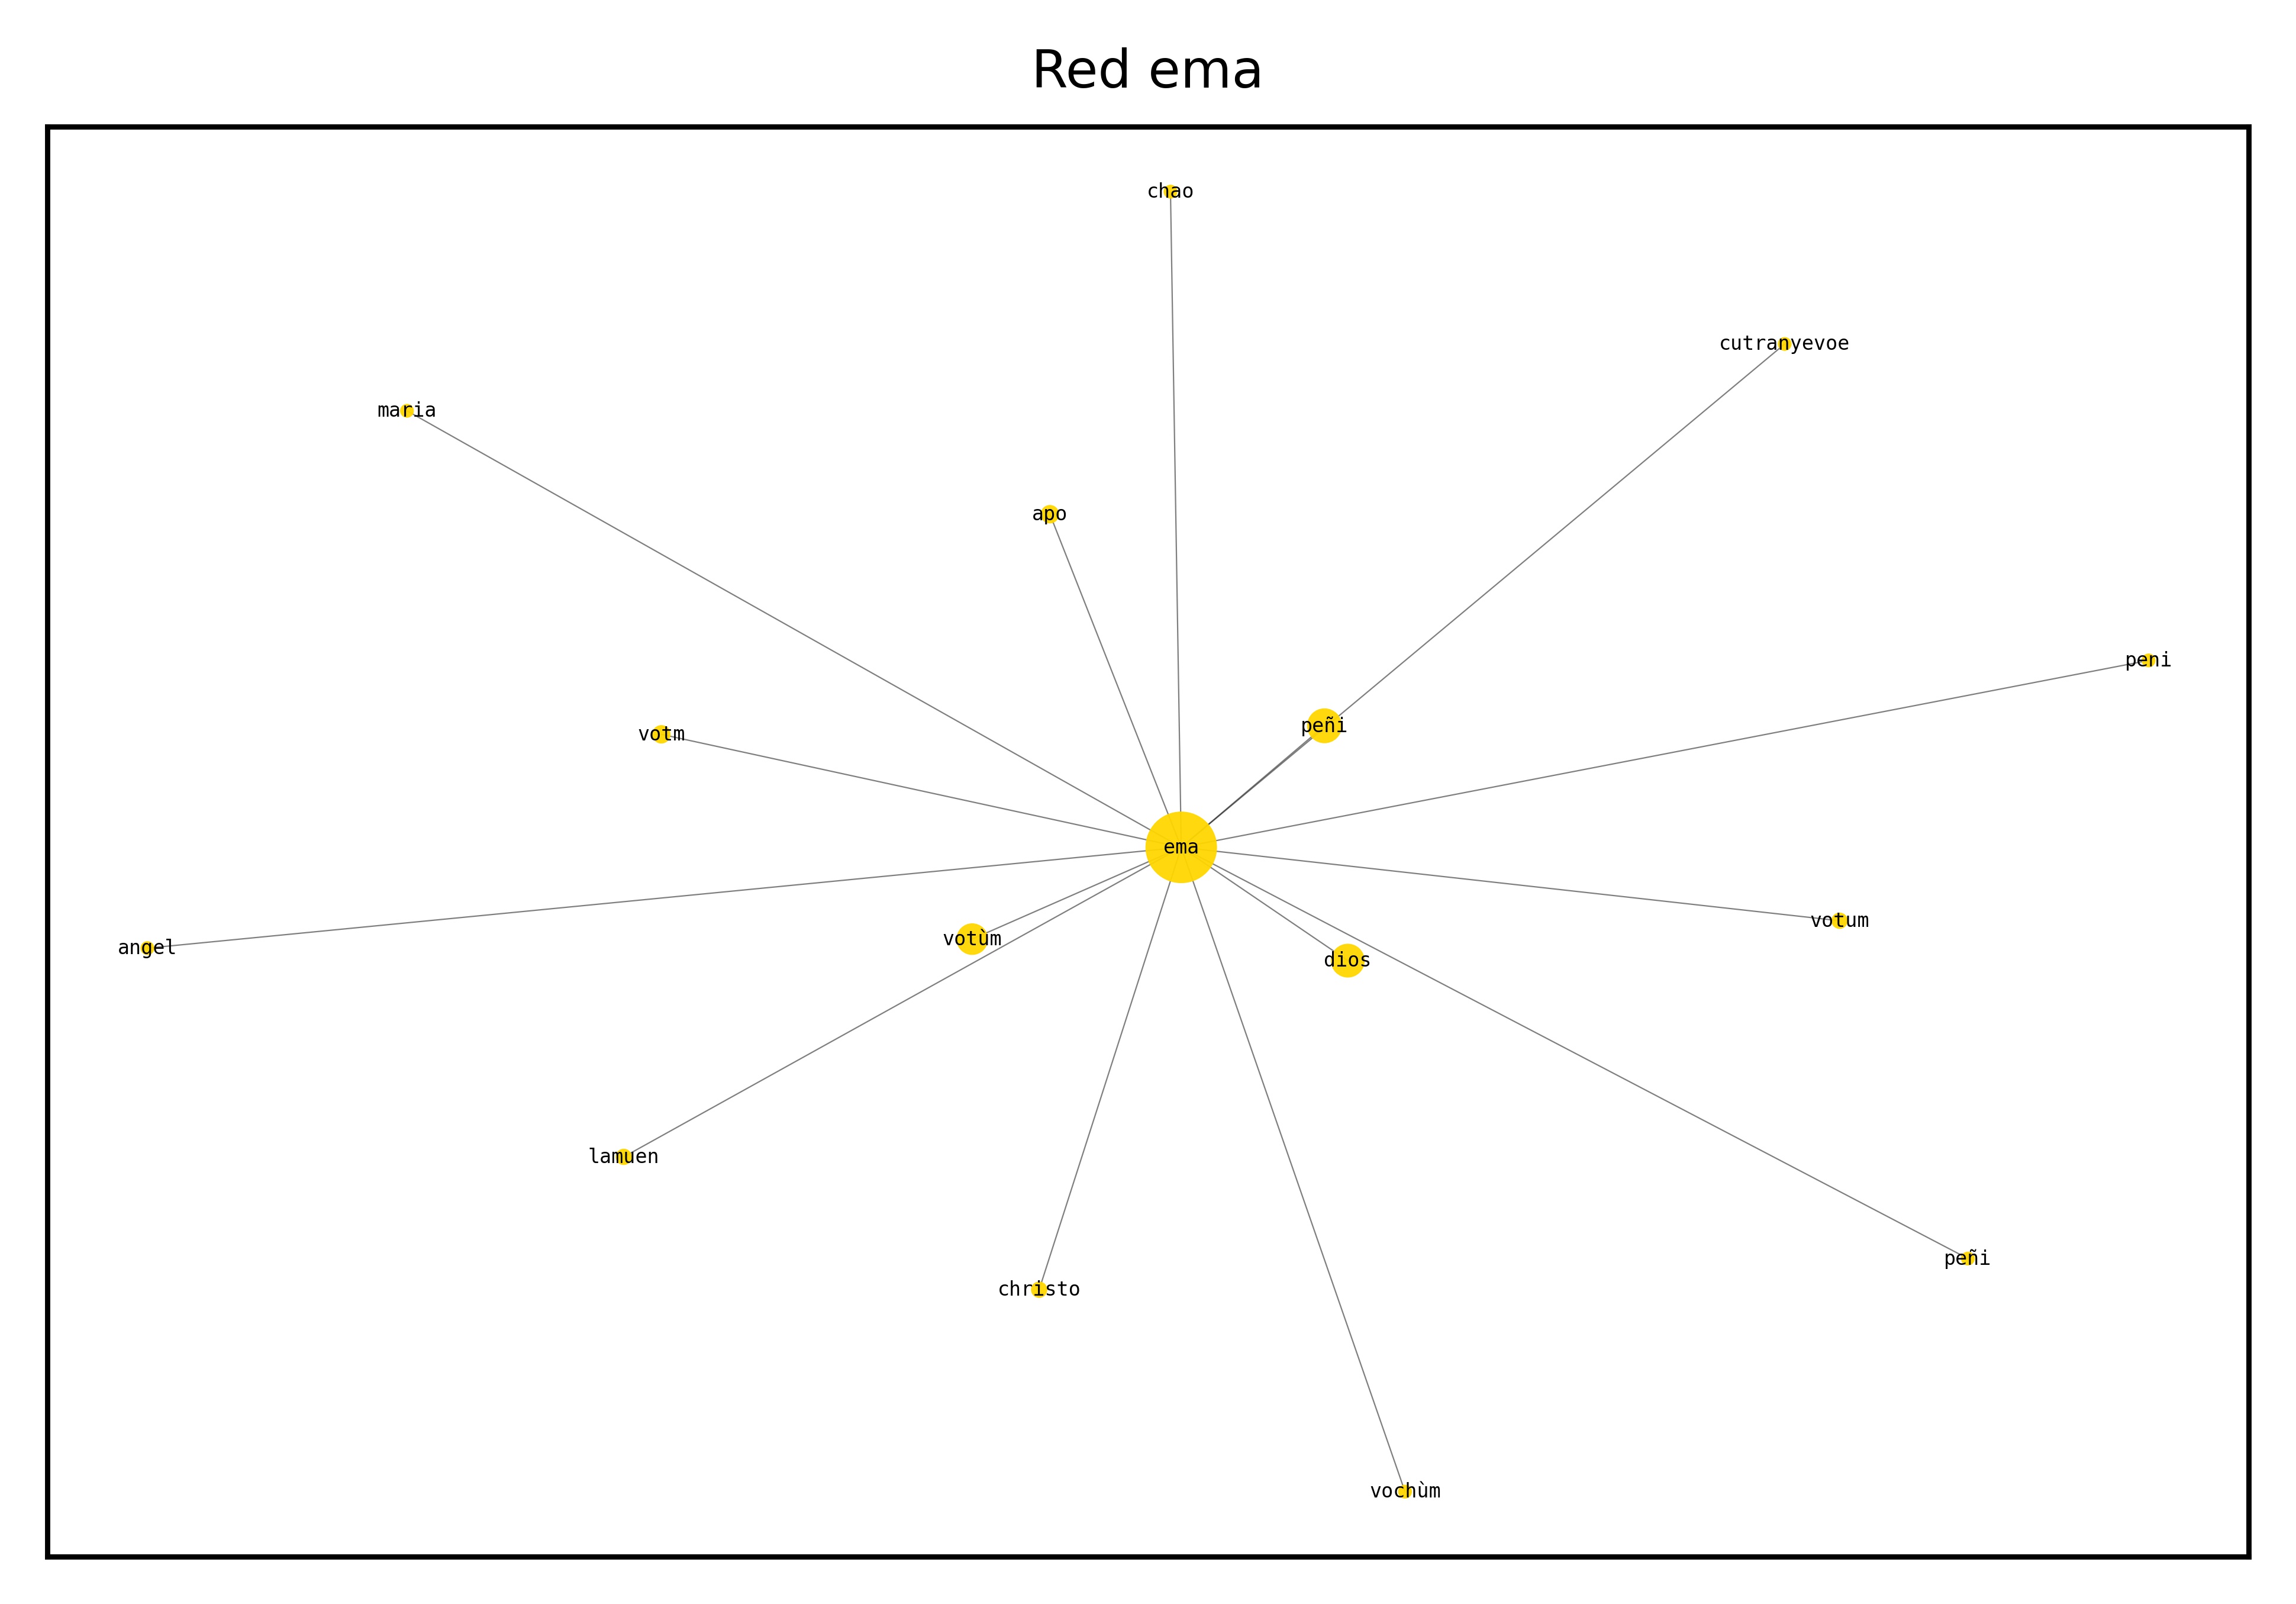 Red ema
chao
cutranyevoe
maria
apo
peni
peñi
votm
ema
votum
votùm
angel
dios
lamuen
peñi
christo
vochùm